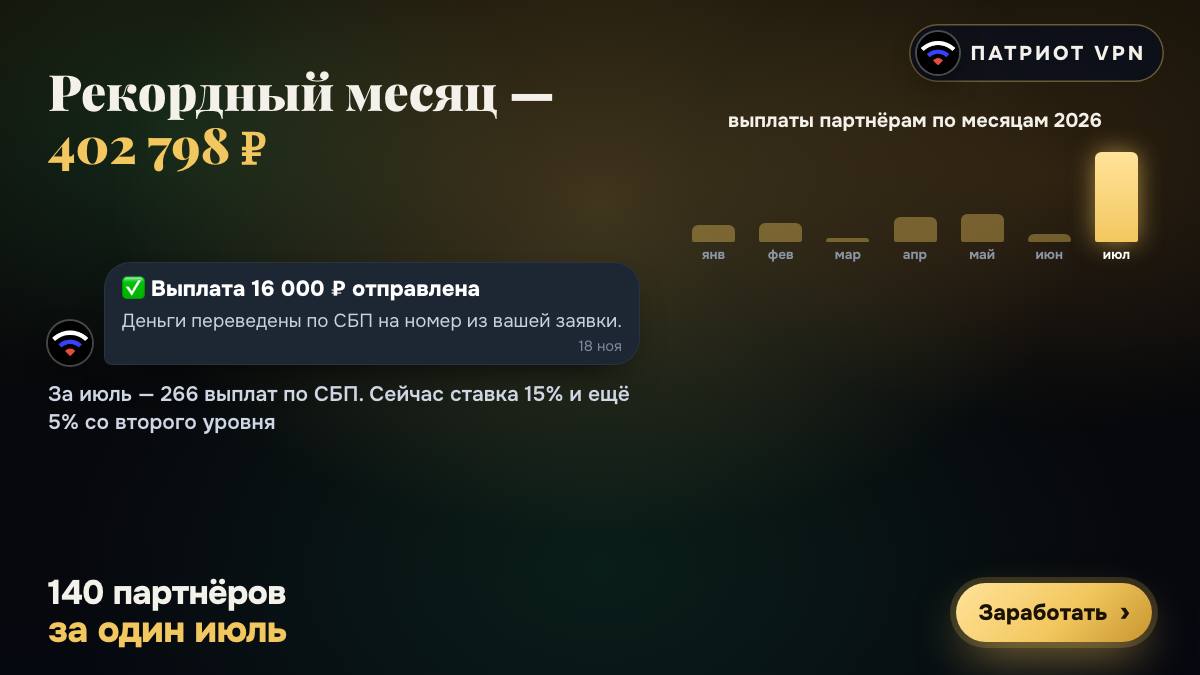 ПАТРИОТ VPN
Рекордный месяц —
402 798 ₽
выплаты партнёрам по месяцам 2026
янв фев мар апр май июн июл
✅ Выплата 16 000 ₽ отправлена
Деньги переведены по СБП на номер из вашей заявки.
18 ноя
За июль — 266 выплат по СБП. Сейчас ставка 15% и ещё
5% со второго уровня
140 партнёров
за один июль
Заработать ›